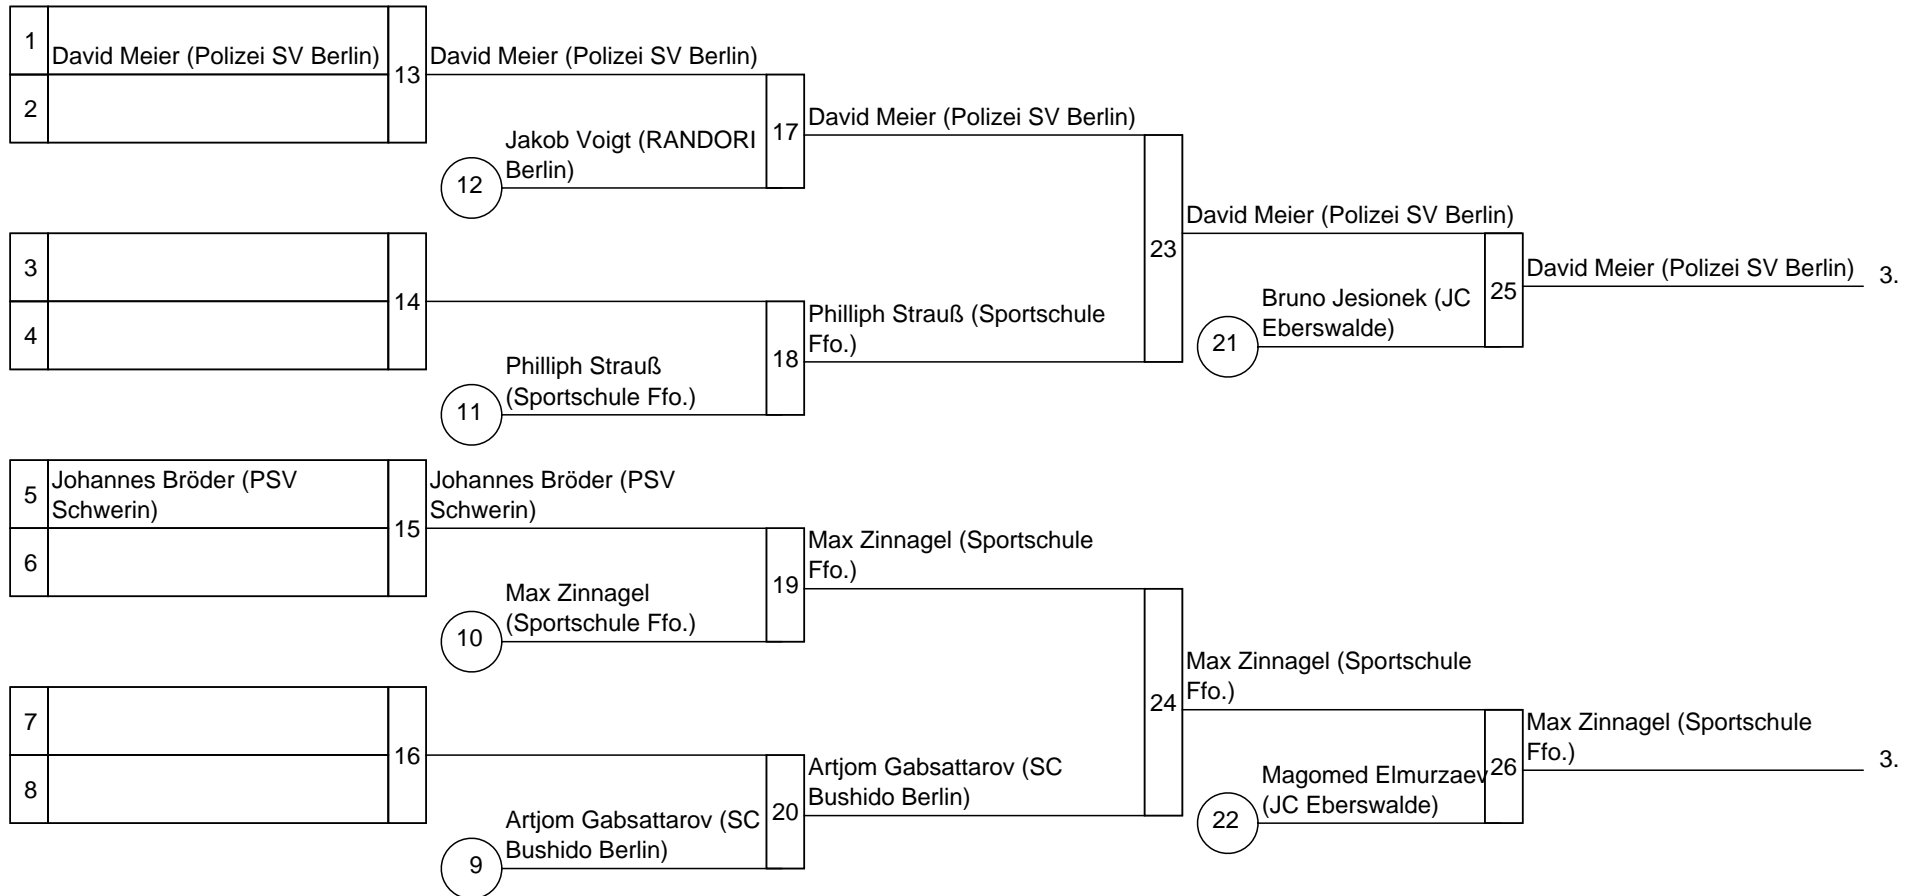 1
David Meier (Polizei SV Berlin)
13
David Meier (Polizei SV Berlin)
2
Jakob Voigt (RANDORI
Berlin)
12
17
David Meier (Polizei SV Berlin)
3
4
14
Philliph Strauß
(Sportschule Ffo.)
11
18
Philliph Strauß (Sportschule
Ffo.)
23
David Meier (Polizei SV Berlin)
Bruno Jesionek (JC
Eberswalde)
21
25
David Meier (Polizei SV Berlin)
3.
5
Johannes Bröder (PSV
Schwerin)
6
15
Johannes Bröder (PSV
Schwerin)
Max Zinnagel
(Sportschule Ffo.)
10
19
Max Zinnagel (Sportschule
Ffo.)
7
8
16
Artjom Gabsattarov (SC
Bushido Berlin)
9
20
Artjom Gabsattarov (SC
Bushido Berlin)
24
Max Zinnagel (Sportschule
Ffo.)
Magomed Elmurzaev
(JC Eberswalde)
22
26
Max Zinnagel (Sportschule
Ffo.)
3.